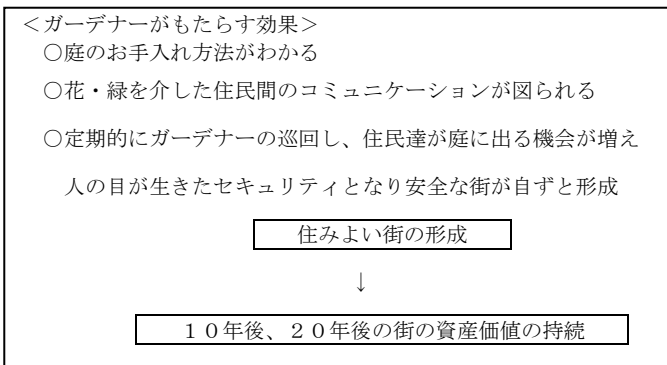 ＜ガーデナーがもたらす効果＞
○庭のお手入れ方法がわかる
○花・緑を介した住民間のコミュニケーションが図られる
○定期的にガーデナーの巡回し、住民達が庭に出る機会が増え
人の目が生きたセキュリティとなり安全な街が自ずと形成
住みよい街の形成
↓
１０年後、２０年後の街の資産価値の持続